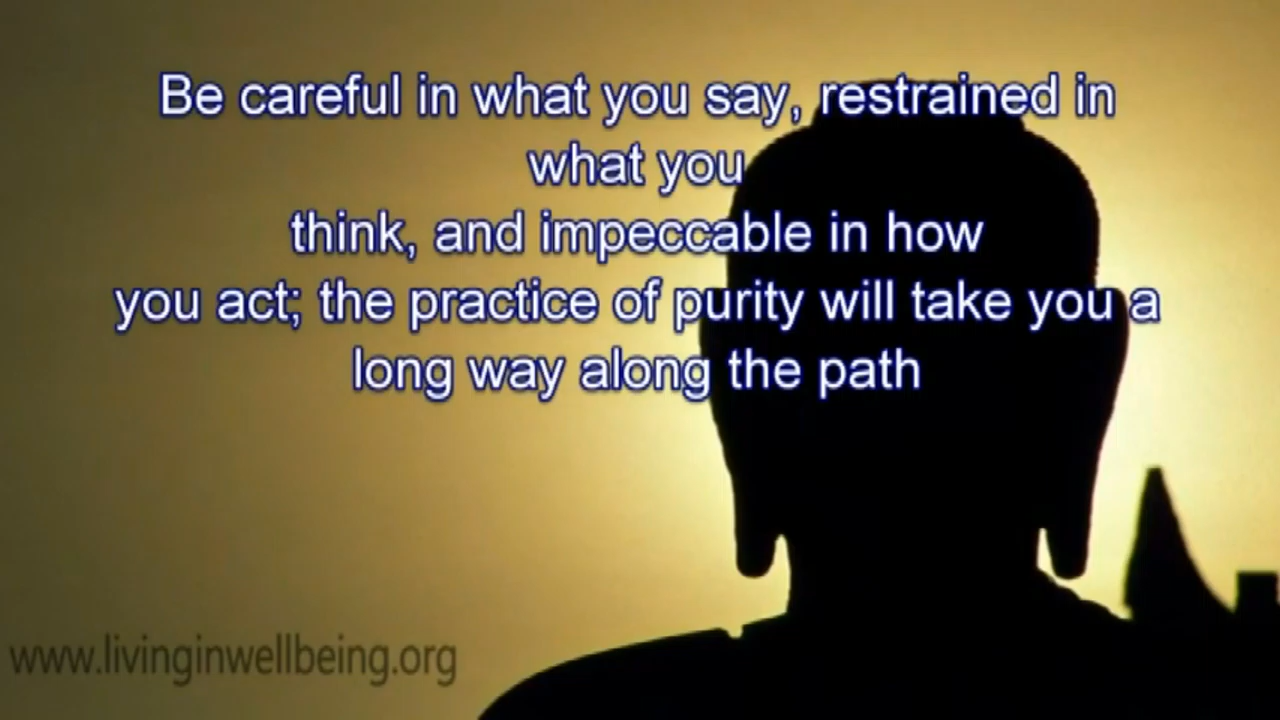 Be careful in what you say, restrained in
what you
think, and impeccable in how
you act; the practice of purity will take you a
long way along the path
www.livinginwellbeing.org